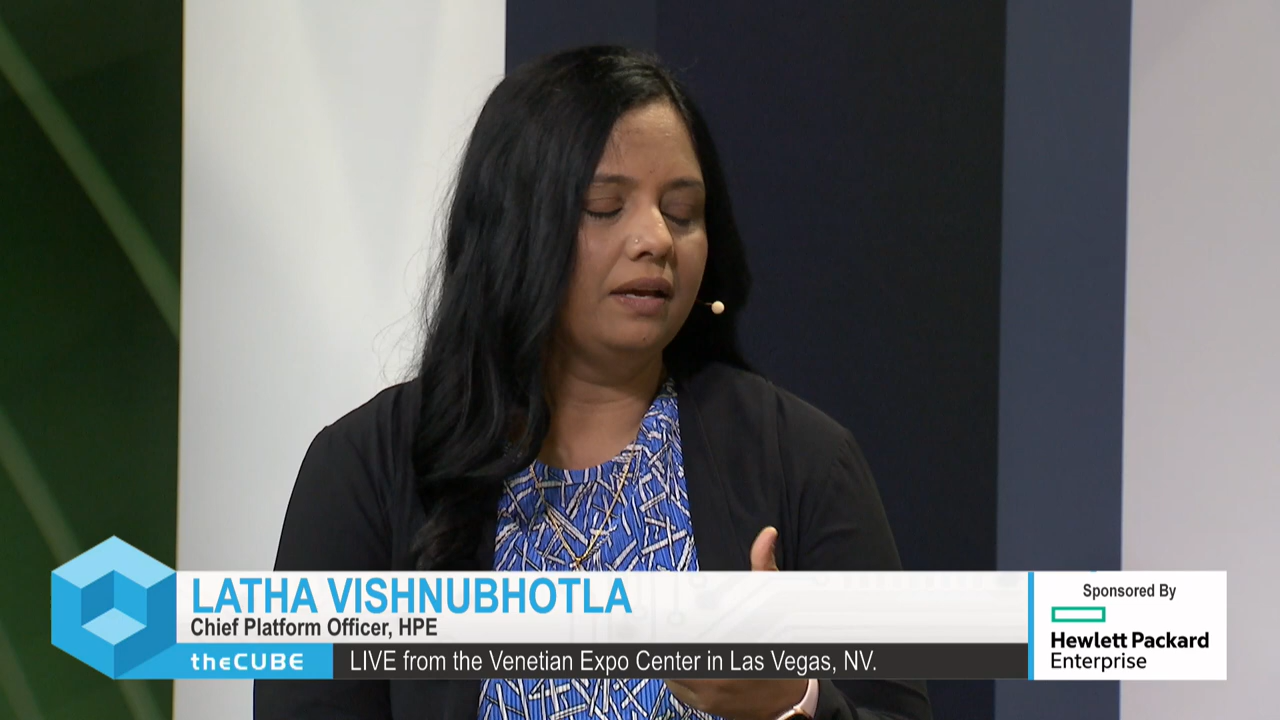 LATHA VISHNUBHOTLA
Chief Platform Officer, HPE
theCUBE
LIVE from the Venetian Expo Center in Las Vegas, NV.
Sponsored By
Hewlett Packard
Enterprise